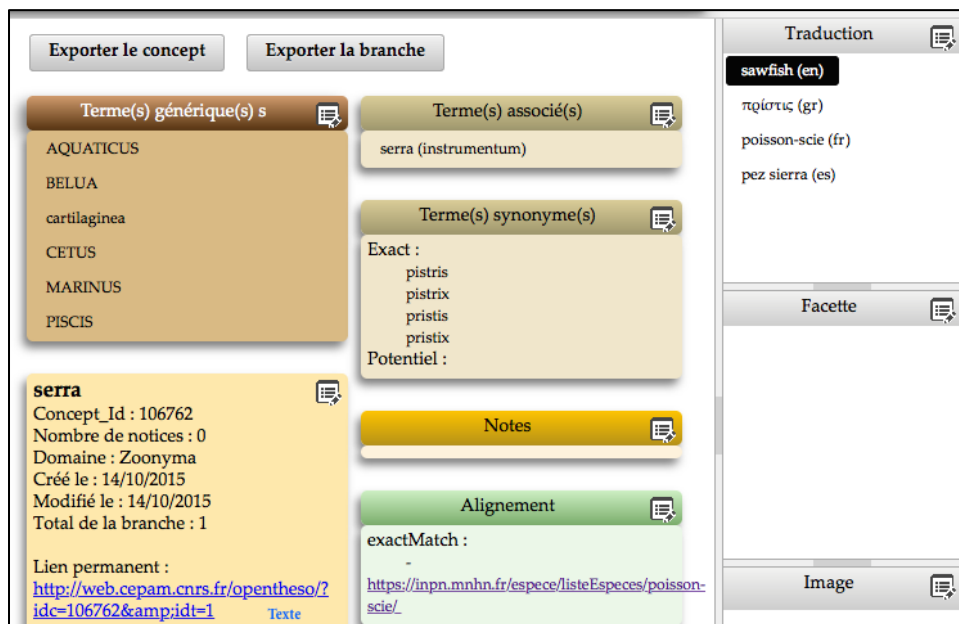 Exporter le concept
Exporter la branche
Terme(s) générique(s) s
AQUATICUS
BELUA
cartilaginea
CETUS
MARINUS
PISCIS
serra
Concept_Id : 106762
Nombre de notices : 0
Domaine : Zoonyma
Créé le : 14/10/2015
Modifié le : 14/10/2015
Total de la branche : 1
Lien permanent :
http://web.cepam.cnrs.fr/opentheso/?
idc=106762&amp;idt=1
Texte
Terme(s) associé(s)
serra (instrumentum)
Terme(s) synonyme(s)
Exact :
pistris
pistrix
pristis
pristix
Potentiel :
Notes
Alignement
exactMatch :
-
https://inpn.mnhn.fr/espece/listeEspeces/poisson-
scie/
Traduction
sawfish (en)
πρίστις (gr)
poisson-scie (fr)
pez sierra (es)
Facette
Image